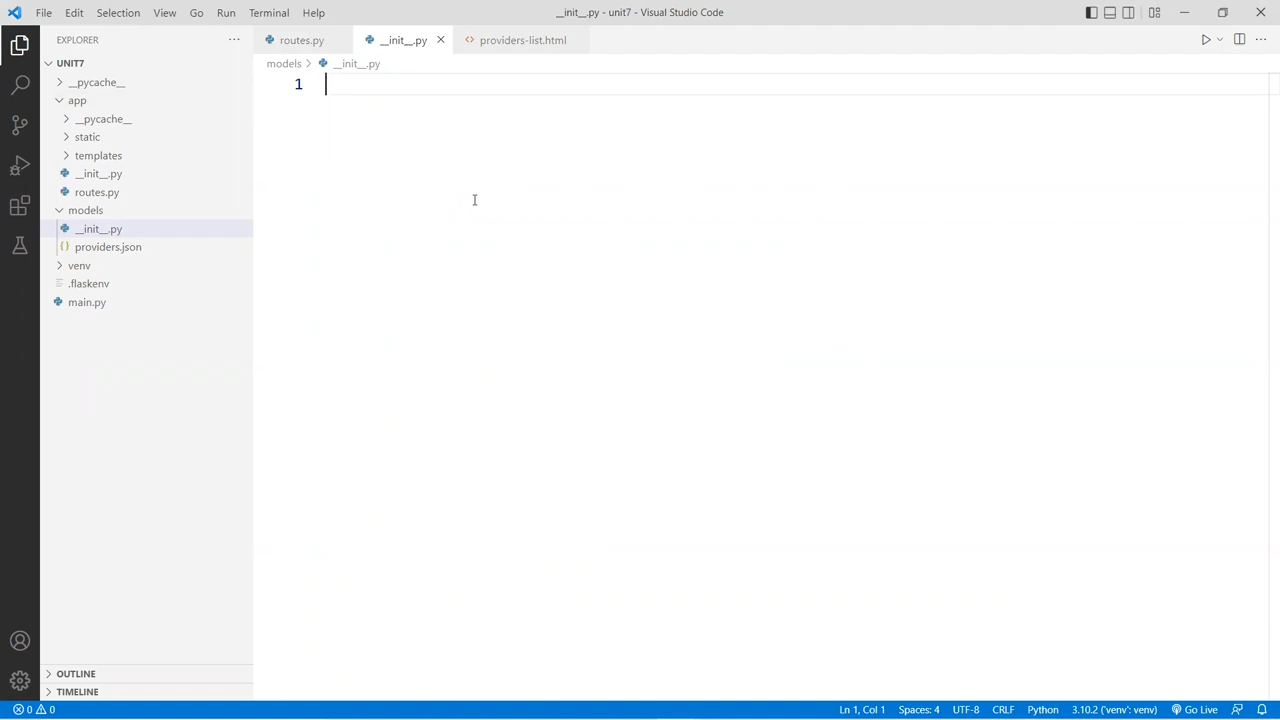 File Edit Selection View Go Run Terminal Help
__init__.py - unit7 - Visual Studio Code
EXPLORER
routes.py
__init__.py
providers-list.html
UNIT7
models
__init__.py
__pycache__
1
app
__pycache__
static
templates
__init__.py
routes.py
models
__init__.py
{} providers.json
venv
.flaskenv
main.py
OUTLINE
TIMELINE
0 0
Ln 1, Col 1
Spaces: 4
UTF-8
CRLF
Python
3.10.2 ('venv': venv)
Go Live